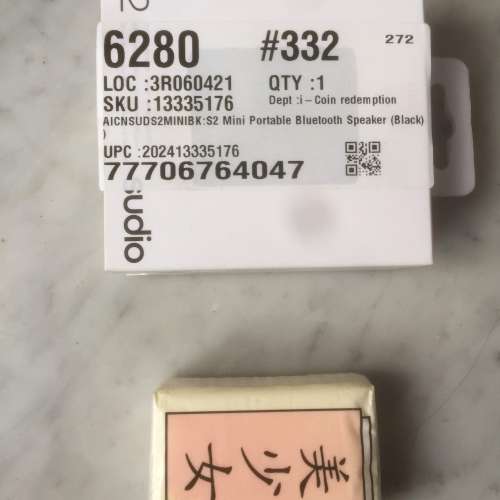 2
6280 #332 272
LOC :3R060421 QTY :1
SKU :13335176 Dept :i – Coin redemption
AICNSUDS2MINIBK:S2 Mini Portable Bluetooth Speaker (Black)
)
UPC :202413335176
77706764047
udio
美少女